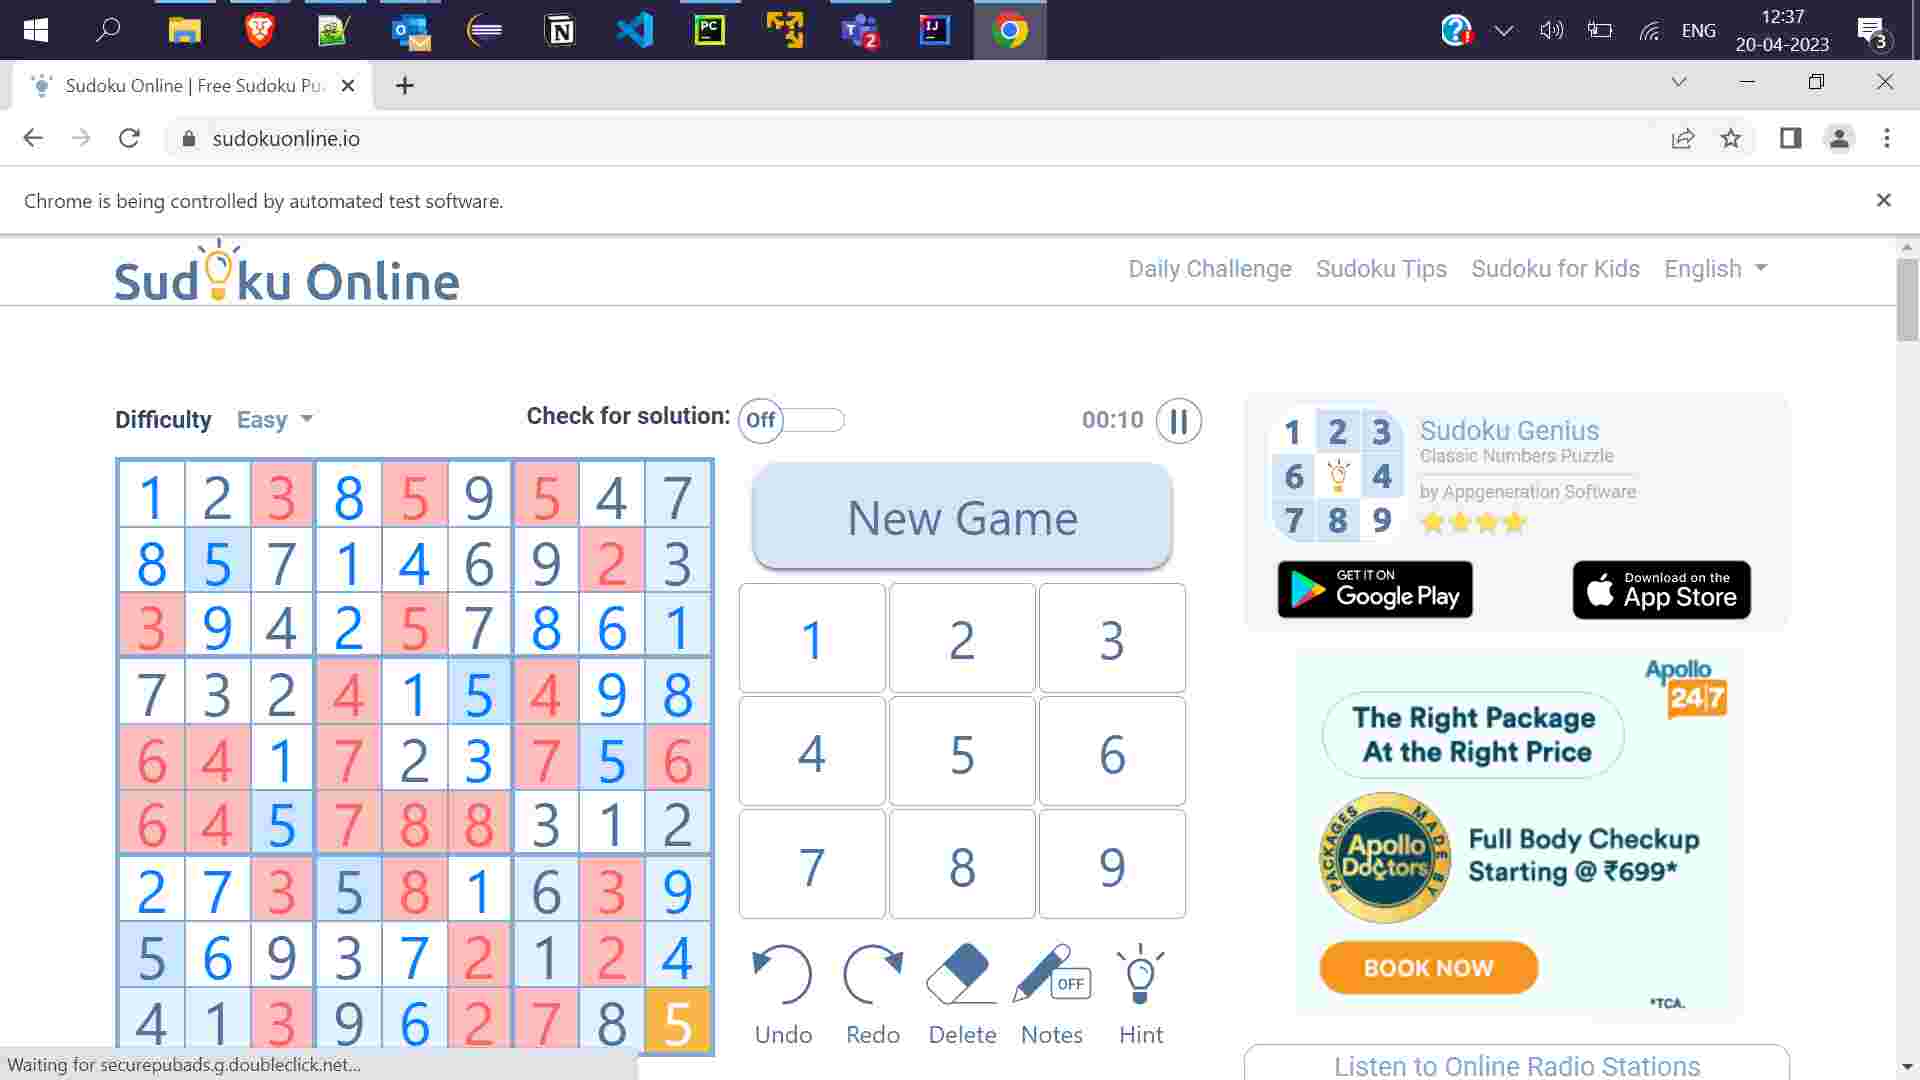 PC
2
IJ
ENG
12:37
20-04-2023
3
Sudoku Online | Free Sudoku Pu
sudokuonline.io
Chrome is being controlled by automated test software.
Sudoku Online
Daily Challenge Sudoku Tips Sudoku for Kids English
Difficulty Easy
Check for solution: Off
00:10
1 2 3 8 5 9 5 4 7
8 5 7 1 4 6 9 2 3
3 9 4 2 5 7 8 6 1
7 3 2 4 1 5 4 9 8
6 4 1 7 2 3 7 5 6
6 4 5 7 8 8 3 1 2
2 7 3 5 8 1 6 3 9
5 6 9 3 7 2 1 2 4
4 1 3 9 6 2 7 8 5
New Game
1 2 3
4 5 6
7 8 9
OFF
Undo Redo Delete Notes Hint
1 2 3
6 4
7 8 9
Sudoku Genius
Classic Numbers Puzzle
by Appgeneration Software
GET IT ON
Google Play
Download on the
App Store
Apollo
24|7
The Right Package
At the Right Price
PACKAGES MADE BY
Apollo
Doctors
Full Body Checkup
Starting @ ₹699*
BOOK NOW
*TCA.
Listen to Online Radio Stations
Waiting for securepubads.g.doubleclick.net...